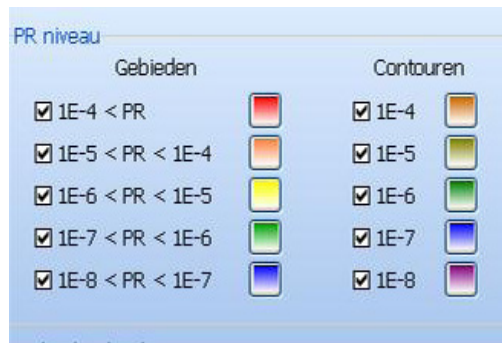 PR niveau
Gebieden Contouren
1E-4 < PR 1E-4
1E-5 < PR < 1E-4 1E-5
1E-6 < PR < 1E-5 1E-6
1E-7 < PR < 1E-6 1E-7
1E-8 < PR < 1E-7 1E-8